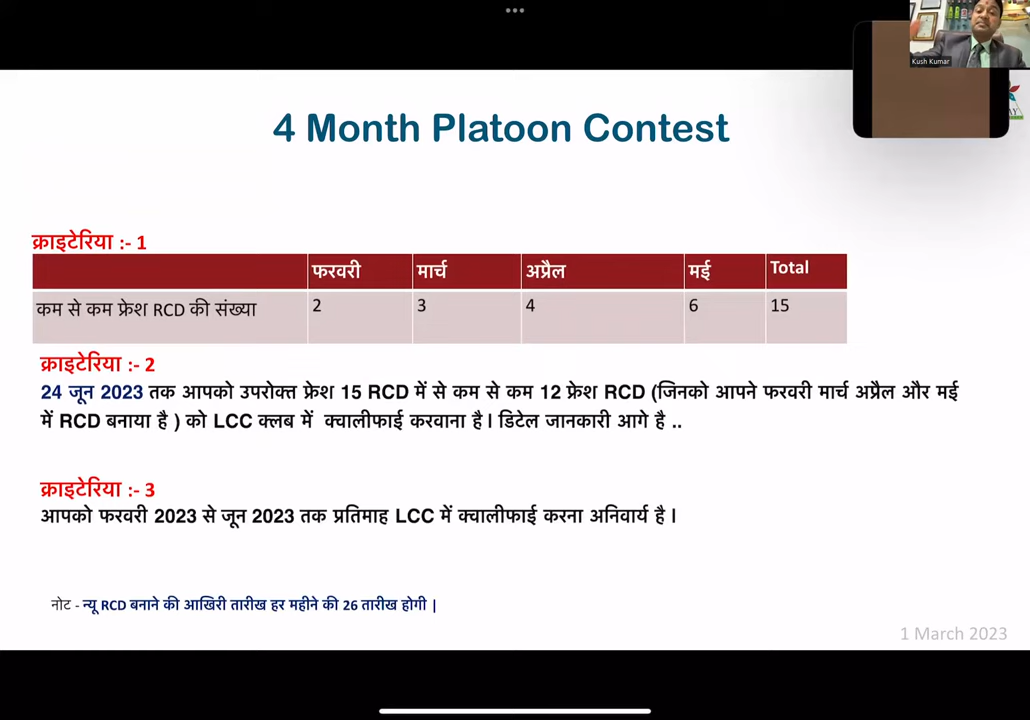 Kush Kumar
4 Month Platoon Contest
क्राइटेरिया :- 1
फरवरी मार्च अप्रैल मई Total
कम से कम फ्रेश RCD की संख्या 2 3 4 6 15
क्राइटेरिया :- 2
24 जून 2023 तक आपको उपरोक्त फ्रेश 15 RCD में से कम से कम 12 फ्रेश RCD (जिनको आपने फरवरी मार्च अप्रैल और मई
में RCD बनाया है ) को LCC क्लब में क्वालीफाई करवाना है l डिटेल जानकारी आगे है ..
क्राइटेरिया :- 3
आपको फरवरी 2023 से जून 2023 तक प्रतिमाह LCC में क्वालीफाई करना अनिवार्य है l
नोट - न्यू RCD बनाने की आखिरी तारीख हर महीने की 26 तारीख होगी |
1 March 2023